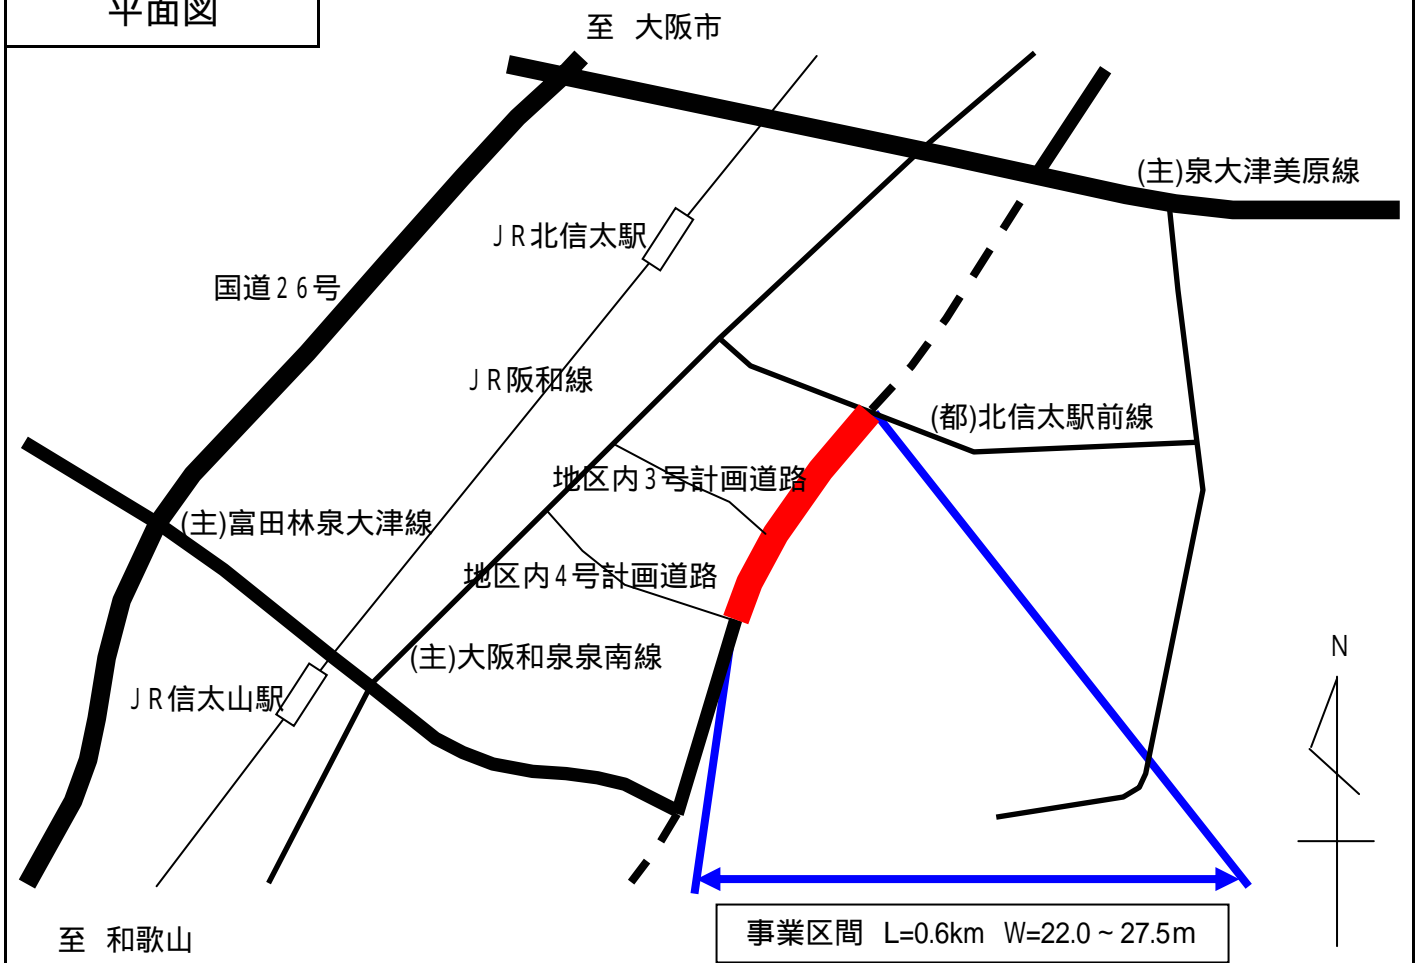 平面図
至 大阪市
(主)泉大津美原線
JR北信太駅
国道26号
JR阪和線
(都)北信太駅前線
地区内3号計画道路
(主)富田林泉大津線
地区内4号計画道路
(主)大阪和泉泉南線
N
JR信太山駅
事業区間 L=0.6km W=22.0~27.5m
至 和歌山